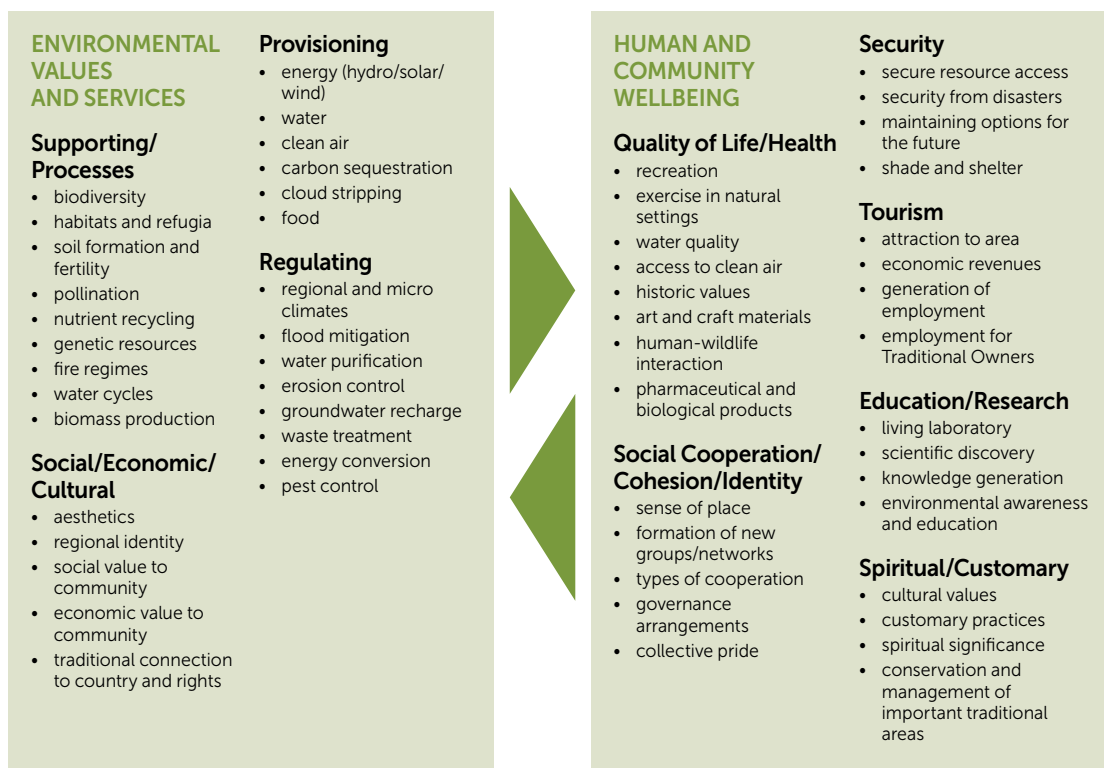 ENVIRONMENTAL
VALUES
AND SERVICES
Supporting/
Processes
• biodiversity
• habitats and refugia
• soil formation and
fertility
• pollination
• nutrient recycling
• genetic resources
• fire regimes
• water cycles
• biomass production
Social/Economic/
Cultural
• aesthetics
• regional identity
• social value to
community
• economic value to
community
• traditional connection
to country and rights
Provisioning
• energy (hydro/solar/
wind)
• water
• clean air
• carbon sequestration
• cloud stripping
• food
Regulating
• regional and micro
climates
• flood mitigation
• water purification
• erosion control
• groundwater recharge
• waste treatment
• energy conversion
• pest control
HUMAN AND
COMMUNITY
WELLBEING
Quality of Life/Health
• recreation
• exercise in natural
settings
• water quality
• access to clean air
• historic values
• art and craft materials
• human-wildlife
interaction
• pharmaceutical and
biological products
Social Cooperation/
Cohesion/Identity
• sense of place
• formation of new
groups/networks
• types of cooperation
• governance
arrangements
• collective pride
Security
• secure resource access
• security from disasters
• maintaining options for
the future
• shade and shelter
Tourism
• attraction to area
• economic revenues
• generation of
employment
• employment for
Traditional Owners
Education/Research
• living laboratory
• scientific discovery
• knowledge generation
• environmental awareness
and education
Spiritual/Customary
• cultural values
• customary practices
• spiritual significance
• conservation and
management of
important traditional
areas